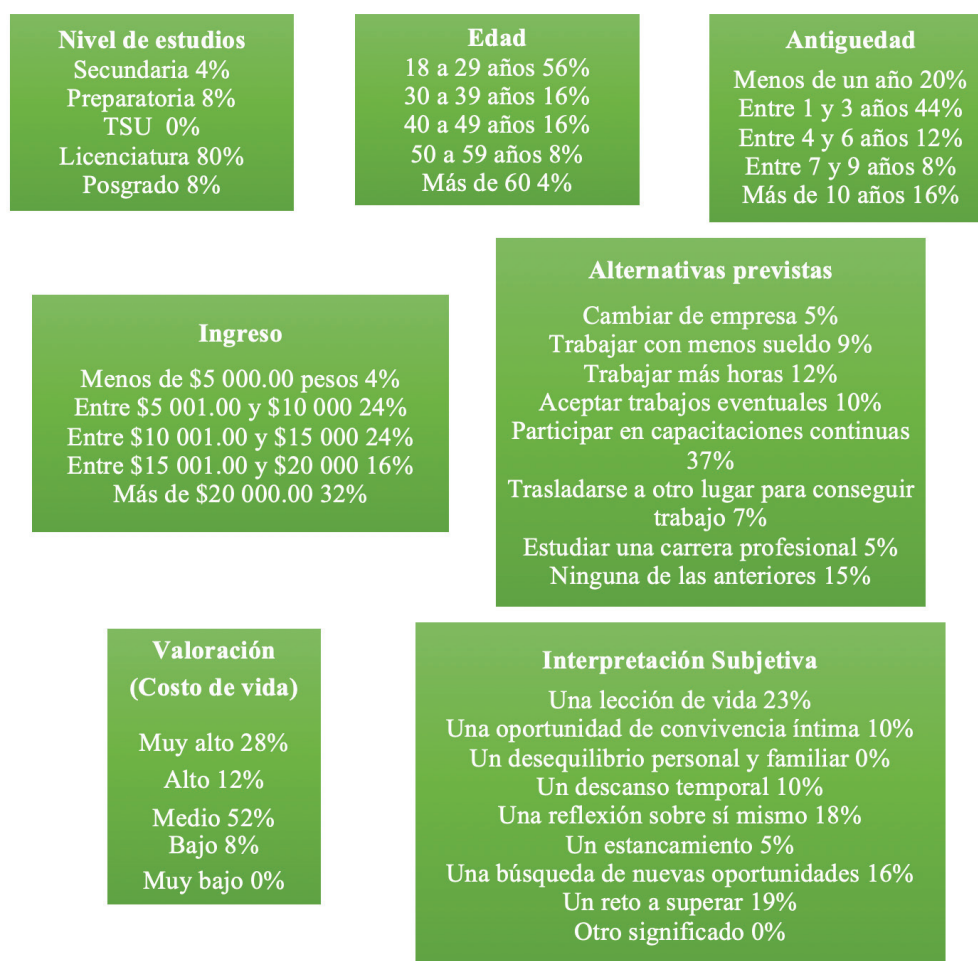 Nivel de estudios
Secundaria 4%
Preparatoria 8%
TSU 0%
Licenciatura 80%
Posgrado 8%
Edad
18 a 29 años 56%
30 a 39 años 16%
40 a 49 años 16%
50 a 59 años 8%
Más de 60 4%
Antiguedad
Menos de un año 20%
Entre 1 y 3 años 44%
Entre 4 y 6 años 12%
Entre 7 y 9 años 8%
Más de 10 años 16%
Ingreso
Menos de $5 000.00 pesos 4%
Entre $5 001.00 y $10 000 24%
Entre $10 001.00 y $15 000 24%
Entre $15 001.00 y $20 000 16%
Más de $20 000.00 32%
Alternativas previstas
Cambiar de empresa 5%
Trabajar con menos sueldo 9%
Trabajar más horas 12%
Aceptar trabajos eventuales 10%
Participar en capacitaciones continuas
37%
Trasladarse a otro lugar para conseguir
trabajo 7%
Estudiar una carrera profesional 5%
Ninguna de las anteriores 15%
Valoración
(Costo de vida)
Muy alto 28%
Alto 12%
Medio 52%
Bajo 8%
Muy bajo 0%
Interpretación Subjetiva
Una lección de vida 23%
Una oportunidad de convivencia íntima 10%
Un desequilibrio personal y familiar 0%
Un descanso temporal 10%
Una reflexión sobre sí mismo 18%
Un estancamiento 5%
Una búsqueda de nuevas oportunidades 16%
Un reto a superar 19%
Otro significado 0%